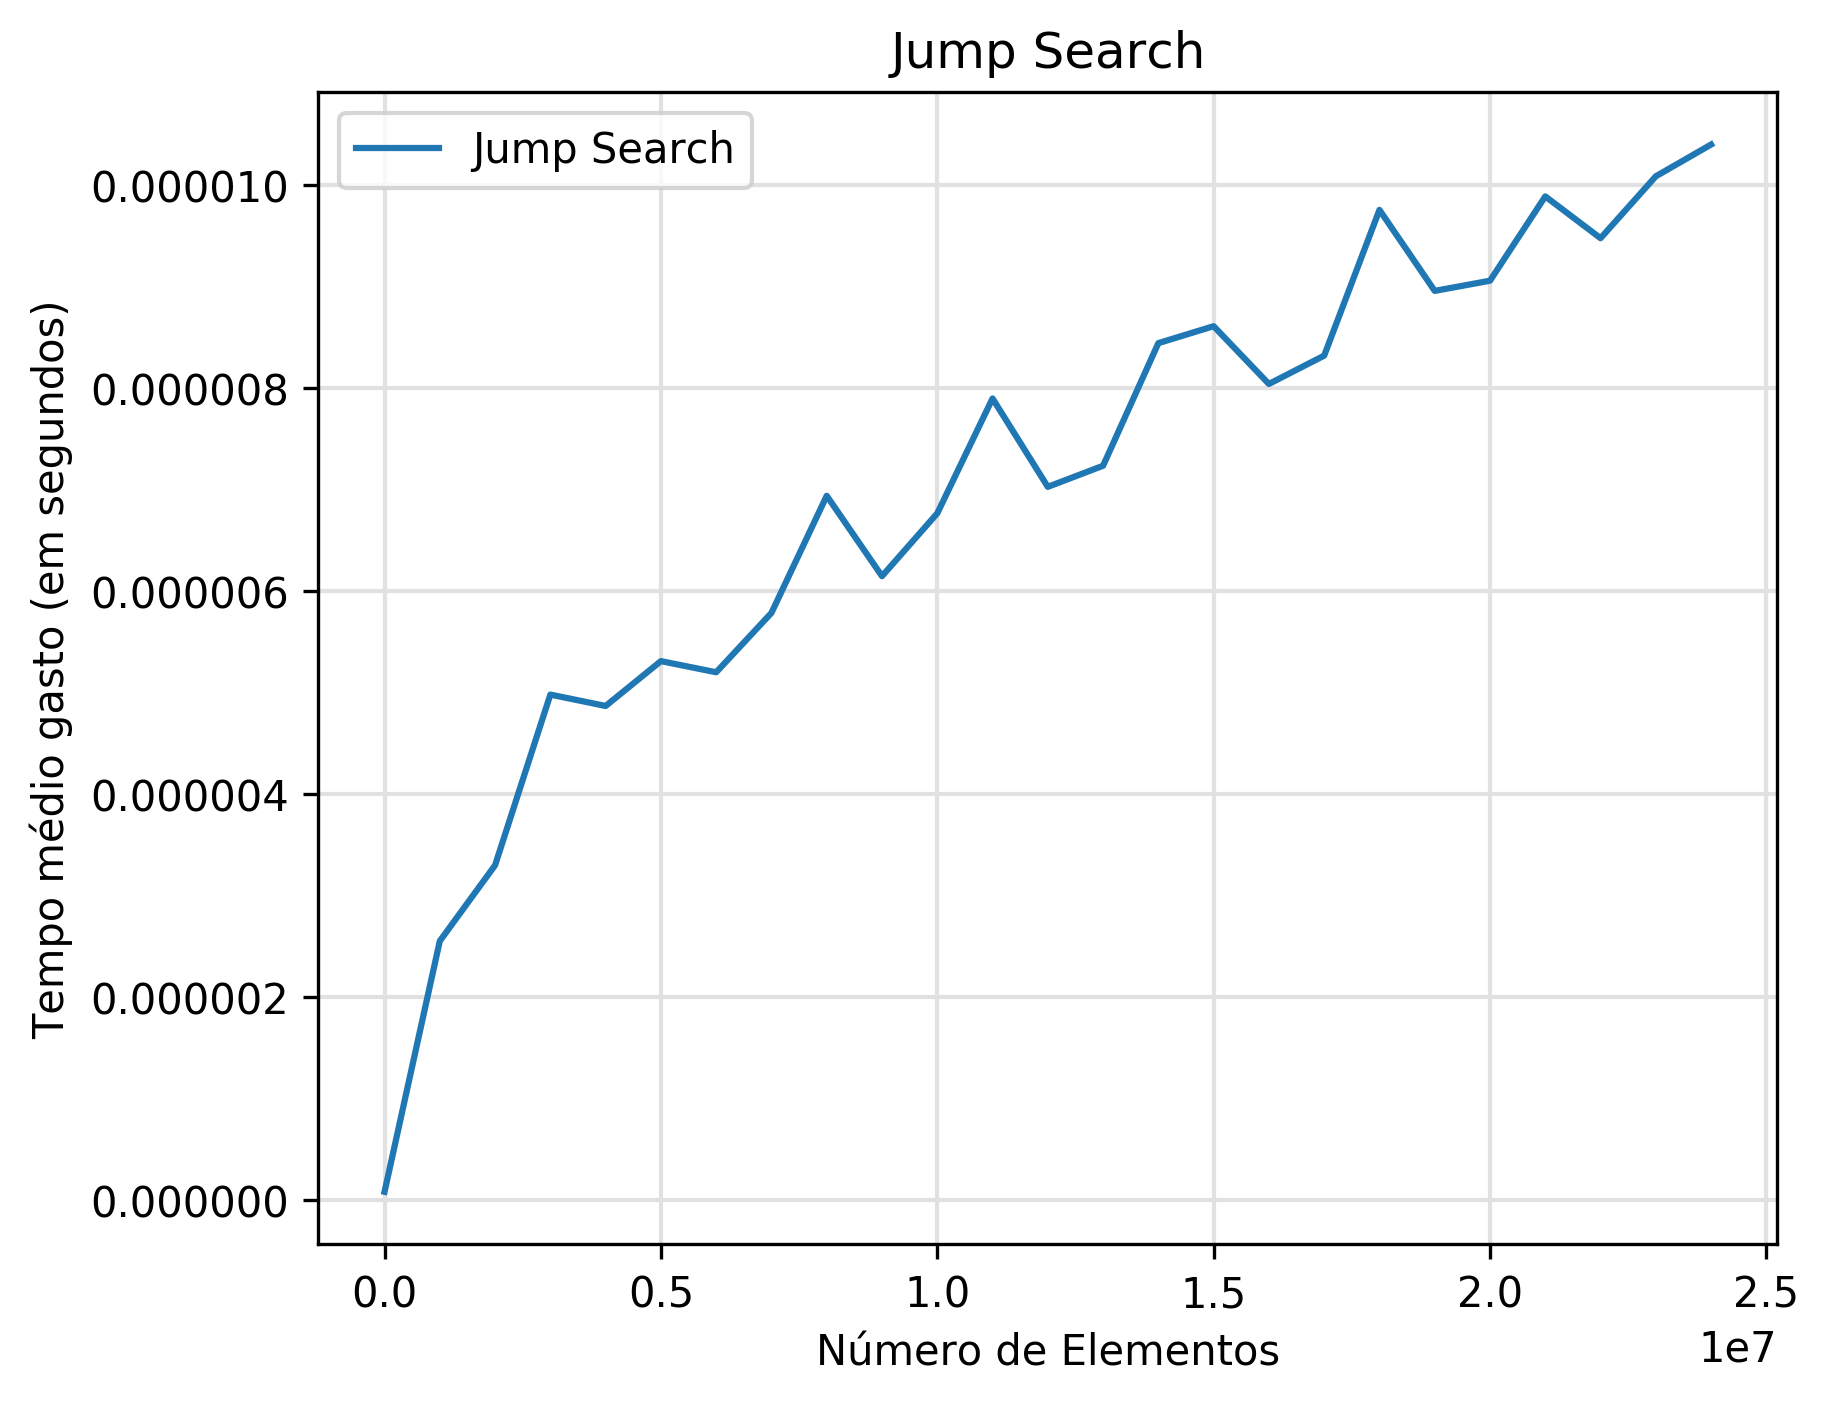 Jump Search
Jump Search
0.000010
0.000008
0.000006
0.000004
0.000002
0.000000
Tempo médio gasto (em segundos)
0.0 0.5 1.0 1.5 2.0 2.5
1e7
Número de Elementos